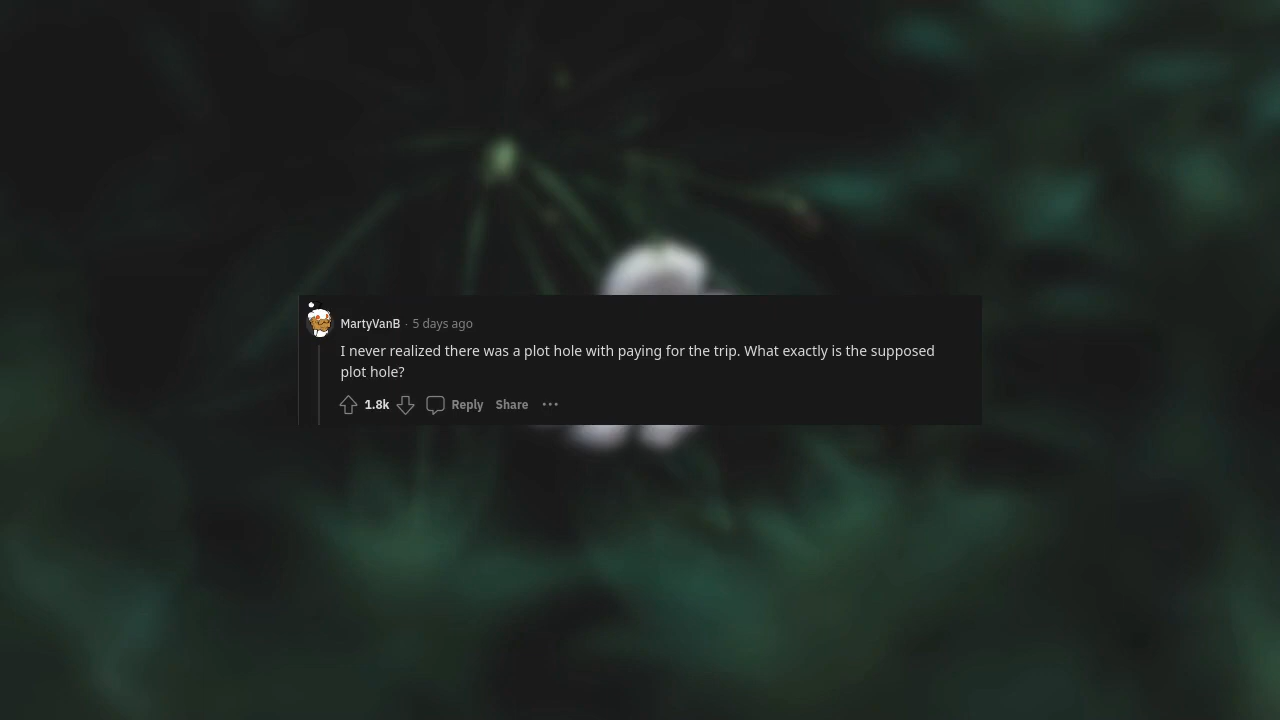 MartyVanB · 5 days ago
I never realized there was a plot hole with paying for the trip. What exactly is the supposed
plot hole?
1.8k Reply Share ···